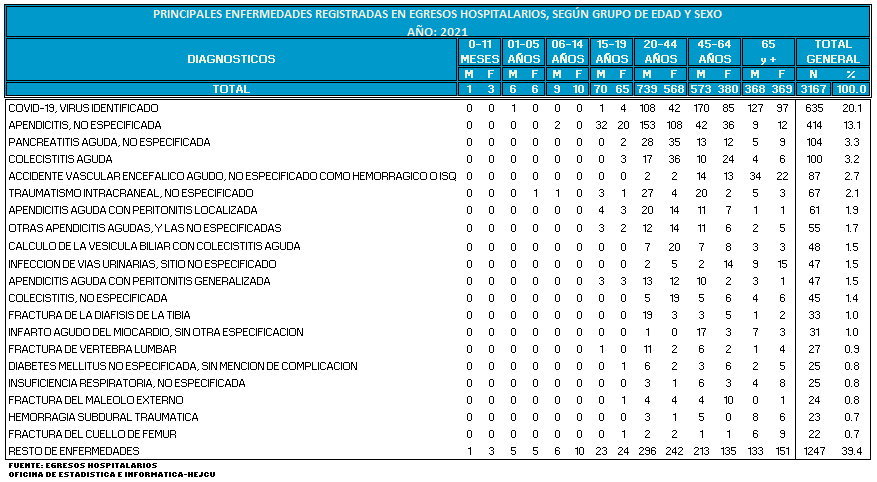 PRINCIPALES ENFERMEDADES REGISTRADAS EN EGRESOS HOSPITALARIOS, SEGÚN GRUPO DE EDAD Y SEXO
AÑO: 2021
DIAGNOSTICOS 0-11 MESES 01-05 AÑOS 06-14 AÑOS 15-19 AÑOS 20-44 AÑOS 45-64 AÑOS 65 y + TOTAL GENERAL
M F M F M F M F M F M F M F N %
TOTAL 1 3 6 6 9 10 70 65 739 568 573 380 368 369 3167 100.0
COVID-19, VIRUS IDENTIFICADO 0 0 1 0 0 0 1 4 108 42 170 85 127 97 635 20.1
APENDICITIS, NO ESPECIFICADA 0 0 0 0 2 0 32 20 153 108 42 36 9 12 414 13.1
PANCREATITIS AGUDA, NO ESPECIFICADA 0 0 0 0 0 0 0 2 28 35 13 12 5 9 104 3.3
COLECISTITIS AGUDA 0 0 0 0 0 0 0 3 17 36 10 24 4 6 100 3.2
ACCIDENTE VASCULAR ENCEFALICO AGUDO, NO ESPECIFICADO COMO HEMORRAGICO O ISQ 0 0 0 0 0 0 0 0 2 2 14 13 34 22 87 2.7
TRAUMATISMO INTRACRANEAL, NO ESPECIFICADO 0 0 0 1 1 0 3 1 27 4 20 2 5 3 67 2.1
APENDICITIS AGUDA CON PERITONITIS LOCALIZADA 0 0 0 0 0 0 4 3 20 14 11 7 1 1 61 1.9
OTRAS APENDICITIS AGUDAS, Y LAS NO ESPECIFICADAS 0 0 0 0 0 0 3 2 12 14 11 6 2 5 55 1.7
CALCULO DE LA VESICULA BILIAR CON COLECISTITIS AGUDA 0 0 0 0 0 0 0 0 7 20 7 8 3 3 48 1.5
INFECCION DE VIAS URINARIAS, SITIO NO ESPECIFICADO 0 0 0 0 0 0 0 0 2 5 2 14 9 15 47 1.5
APENDICITIS AGUDA CON PERITONITIS GENERALIZADA 0 0 0 0 0 0 3 3 13 12 10 2 3 1 47 1.5
COLECISTITIS, NO ESPECIFICADA 0 0 0 0 0 0 0 0 5 19 5 6 4 6 45 1.4
FRACTURA DE LA DIAFISIS DE LA TIBIA 0 0 0 0 0 0 0 0 19 3 3 5 1 2 33 1.0
INFARTO AGUDO DEL MIOCARDIO, SIN OTRA ESPECIFICACION 0 0 0 0 0 0 0 0 1 0 17 3 7 3 31 1.0
FRACTURA DE VERTEBRA LUMBAR 0 0 0 0 0 0 1 0 11 2 6 2 1 4 27 0.9
DIABETES MELLITUS NO ESPECIFICADA, SIN MENCION DE COMPLICACION 0 0 0 0 0 0 0 1 6 2 3 6 2 5 25 0.8
INSUFICIENCIA RESPIRATORIA, NO ESPECIFICADA 0 0 0 0 0 0 0 0 3 1 6 3 4 8 25 0.8
FRACTURA DEL MALEOLO EXTERNO 0 0 0 0 0 0 0 1 4 4 4 10 0 1 24 0.8
HEMORRAGIA SUBDURAL TRAUMATICA 0 0 0 0 0 0 0 0 3 1 5 0 8 6 23 0.7
FRACTURA DEL CUELLO DE FEMUR 0 0 0 0 0 0 0 1 2 2 1 1 6 9 22 0.7
RESTO DE ENFERMEDADES 1 3 5 5 6 10 23 24 296 242 213 135 133 151 1247 39.4
FUENTE: EGRESOS HOSPITALARIOS
OFICINA DE ESTADISTICA E INFORMATICA-HEJCU